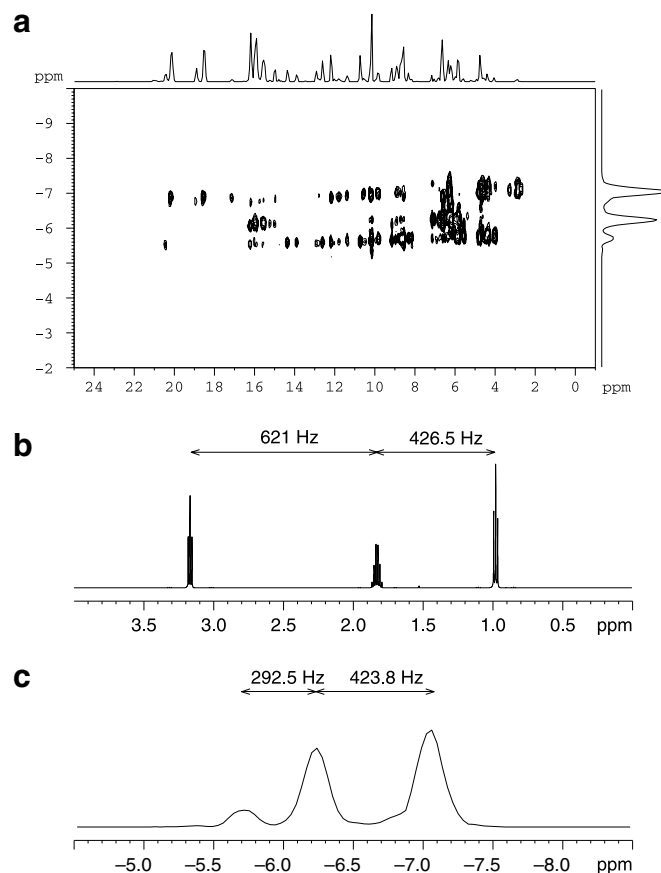 a
ppm
-9
-8
-7
-6
-5
-4
-3
-2
24 22 20 18 16 14 12 10 8 6 4 2 0 ppm
b
621 Hz 426.5 Hz
3.5 3.0 2.5 2.0 1.5 1.0 0.5 ppm
c
292.5 Hz 423.8 Hz
–5.0 –5.5 –6.0 –6.5 –7.0 –7.5 –8.0 ppm